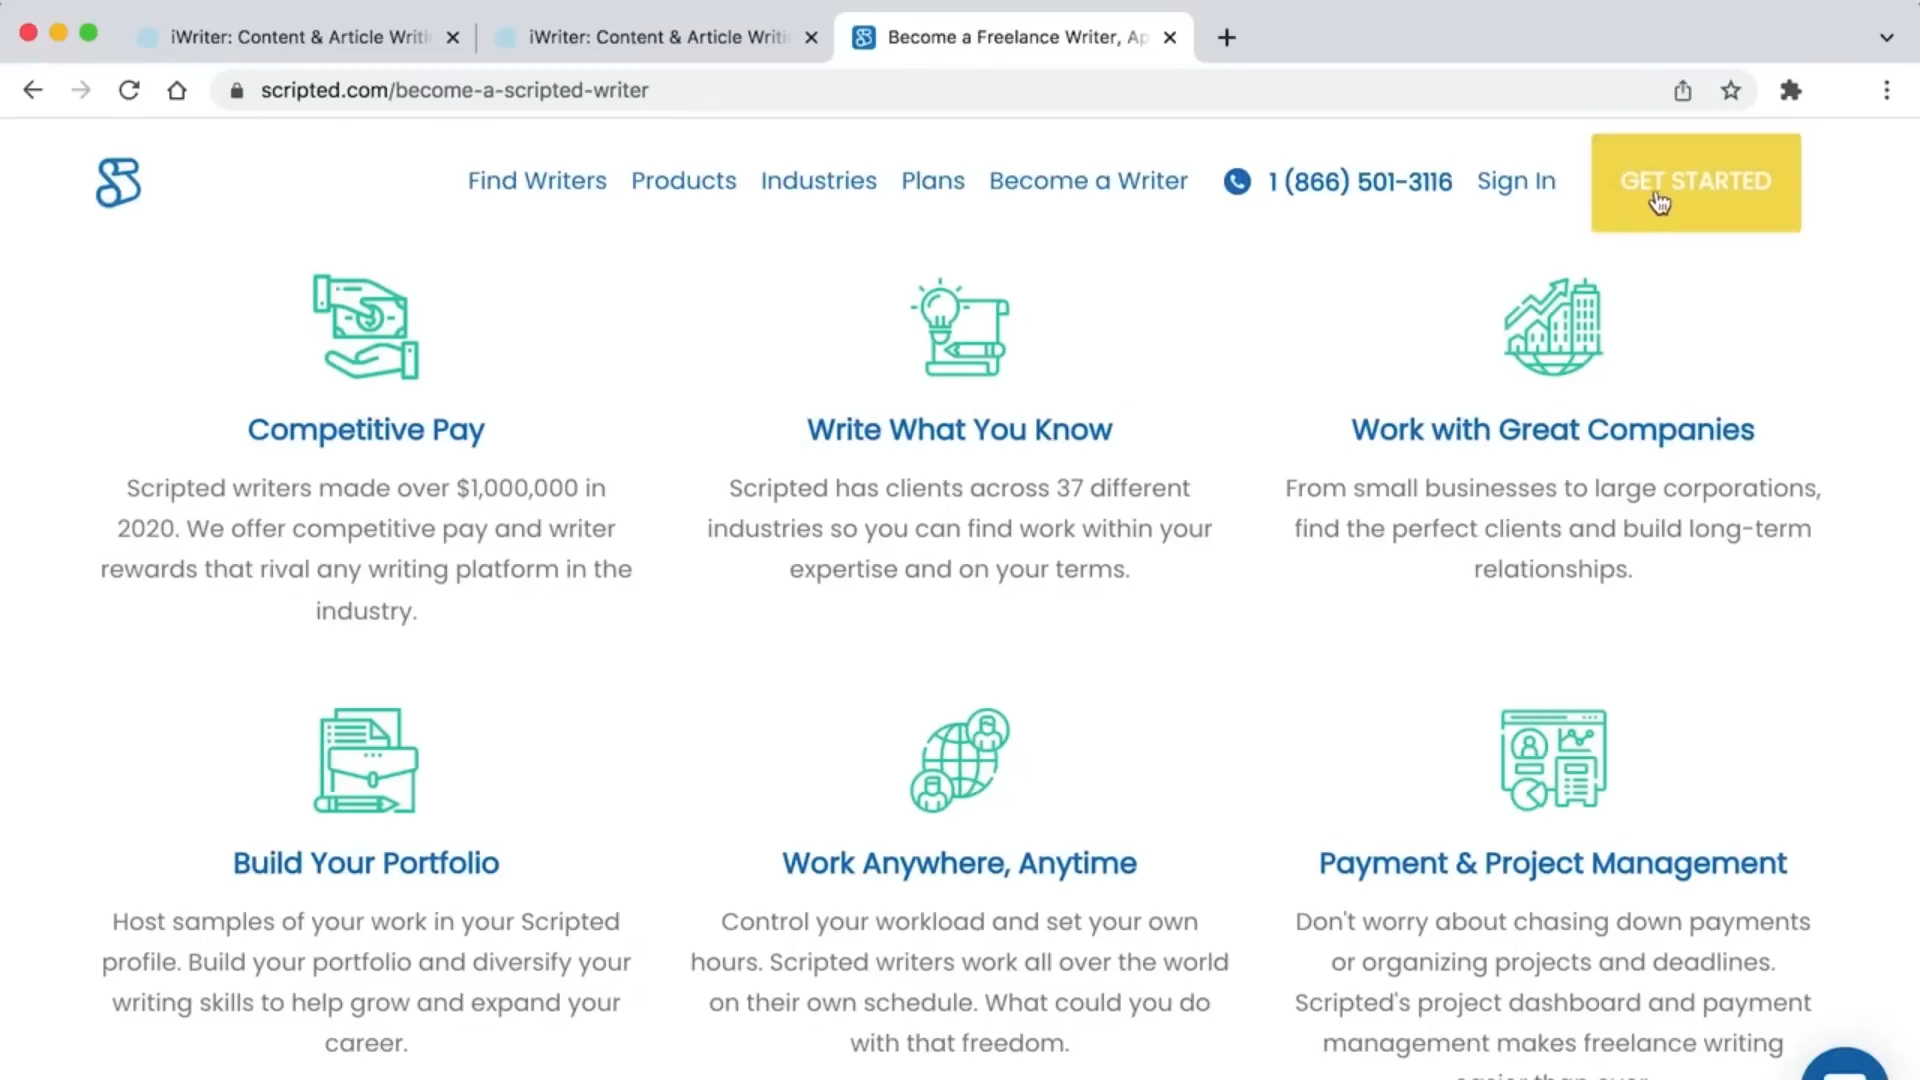 iWriter: Content & Article Writi
iWriter: Content & Article Writi
Become a Freelance Writer, Ap
scripted.com/become-a-scripted-writer
Find Writers Products Industries Plans Become a Writer 1 (866) 501-3116 Sign In GET STARTED
Competitive Pay
Scripted writers made over $1,000,000 in
2020. We offer competitive pay and writer
rewards that rival any writing platform in the
industry.
Write What You Know
Scripted has clients across 37 different
industries so you can find work within your
expertise and on your terms.
Work with Great Companies
From small businesses to large corporations,
find the perfect clients and build long-term
relationships.
Build Your Portfolio
Host samples of your work in your Scripted
profile. Build your portfolio and diversify your
writing skills to help grow and expand your
career.
Work Anywhere, Anytime
Control your workload and set your own
hours. Scripted writers work all over the world
on their own schedule. What could you do
with that freedom.
Payment & Project Management
Don't worry about chasing down payments
or organizing projects and deadlines.
Scripted's project dashboard and payment
management makes freelance writing